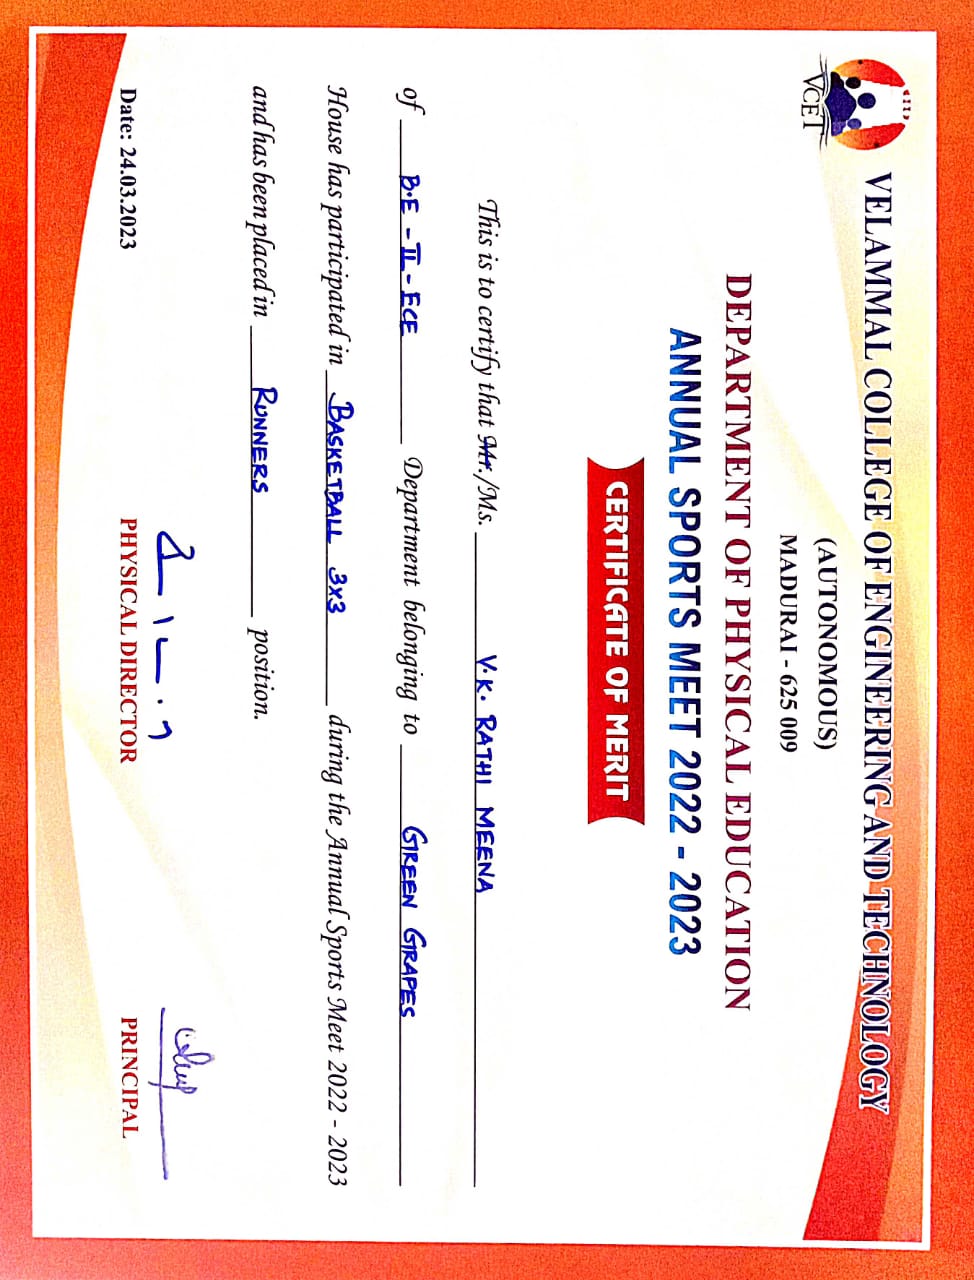 VELAMMAL COLLEGE OF ENGINEERING AND TECHNOLOGY
VCET
(AUTONOMOUS)
MADURAI - 625 009
DEPARTMENT OF PHYSICAL EDUCATION
ANNUAL SPORTS MEET 2022 - 2023
CERTIFICATE OF MERIT
This is to certify that Mr./Ms. V.K. RATHI MEENA
of B.E - II - ECE Department belonging to GREEN GRAPES
House has participated in BASKETBALL 3x3 during the Annual Sports Meet 2022 - 2023
and has been placed in RUNNERS position.
Date: 24.03.2023
PHYSICAL DIRECTOR
PRINCIPAL